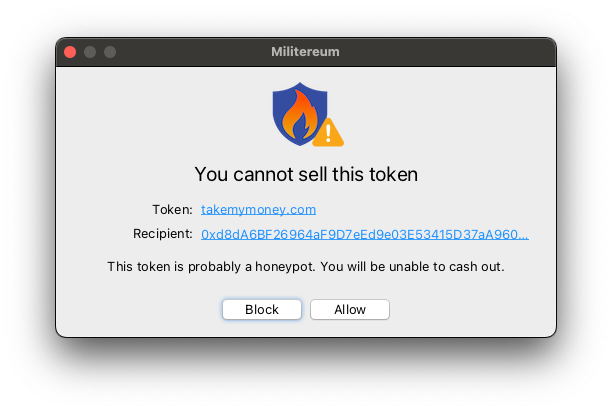 Militereum
You cannot sell this token
Token: takemymoney.com
Recipient: 0xd8dA6BF26964aF9D7eEd9e03E53415D37aA960...
This token is probably a honeypot. You will be unable to cash out.
Block Allow